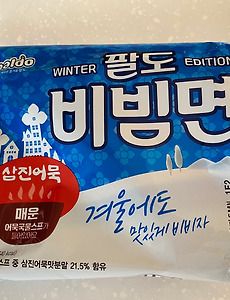 paldo
WINTER 팔도 EDITION
비빔면
삼진어묵
매운
어묵국물스프가
겨울에도
맛있게 비비자
스프 중 삼진어묵맛분말 21.5% 함유